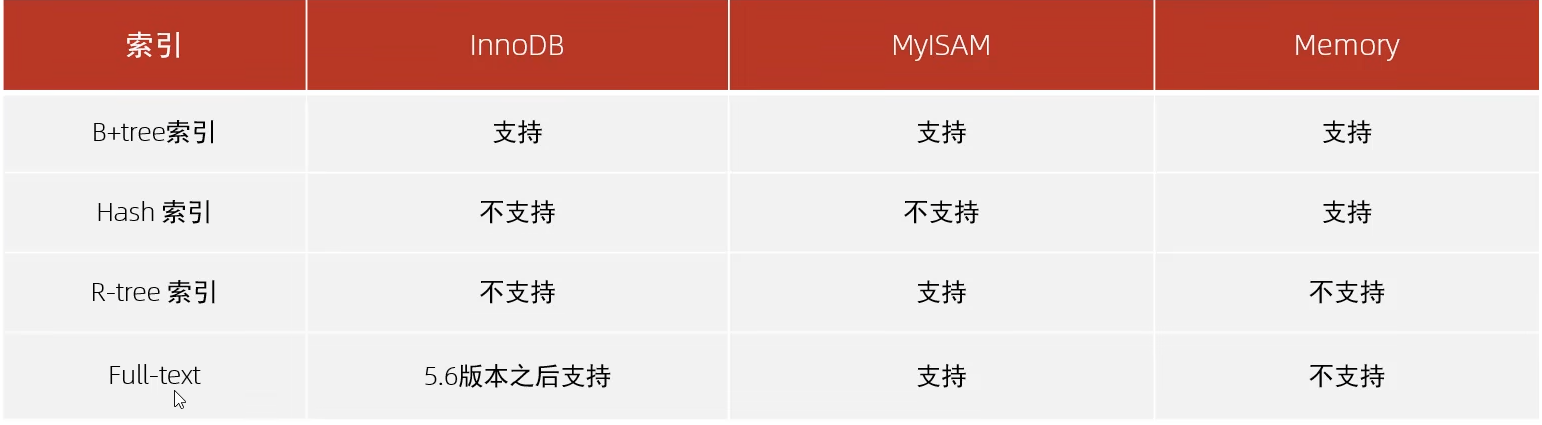 索引 InnoDB MyISAM Memory
B+tree索引 支持 支持 支持
Hash 索引 不支持 不支持 支持
R-tree 索引 不支持 支持 不支持
Full-text 5.6版本之后支持 支持 不支持